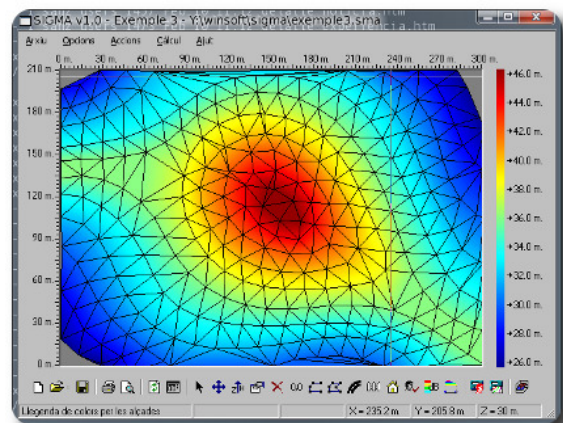 SIGMA v1.0 - Exemple 3 - Y:\winsoft\sigma\exemple3.sma
Arxiu Opcions Accions Càlcul Ajut
0 m. 30 m. 60 m. 90 m. 120 m. 150 m. 180 m. 210 m. 240 m. 270 m. 300 m.
210 m.
180 m.
150 m.
120 m.
90 m.
60 m.
30 m.
0 m.
+46.0 m.
+44.0 m.
+42.0 m.
+40.0 m.
+38.0 m.
+36.0 m.
+34.0 m.
+32.0 m.
+30.0 m.
+28.0 m.
+26.0 m.
Llegenda de colors per les alçades
X = 235.2 m
Y = 205.8 m
Z = 30 m.